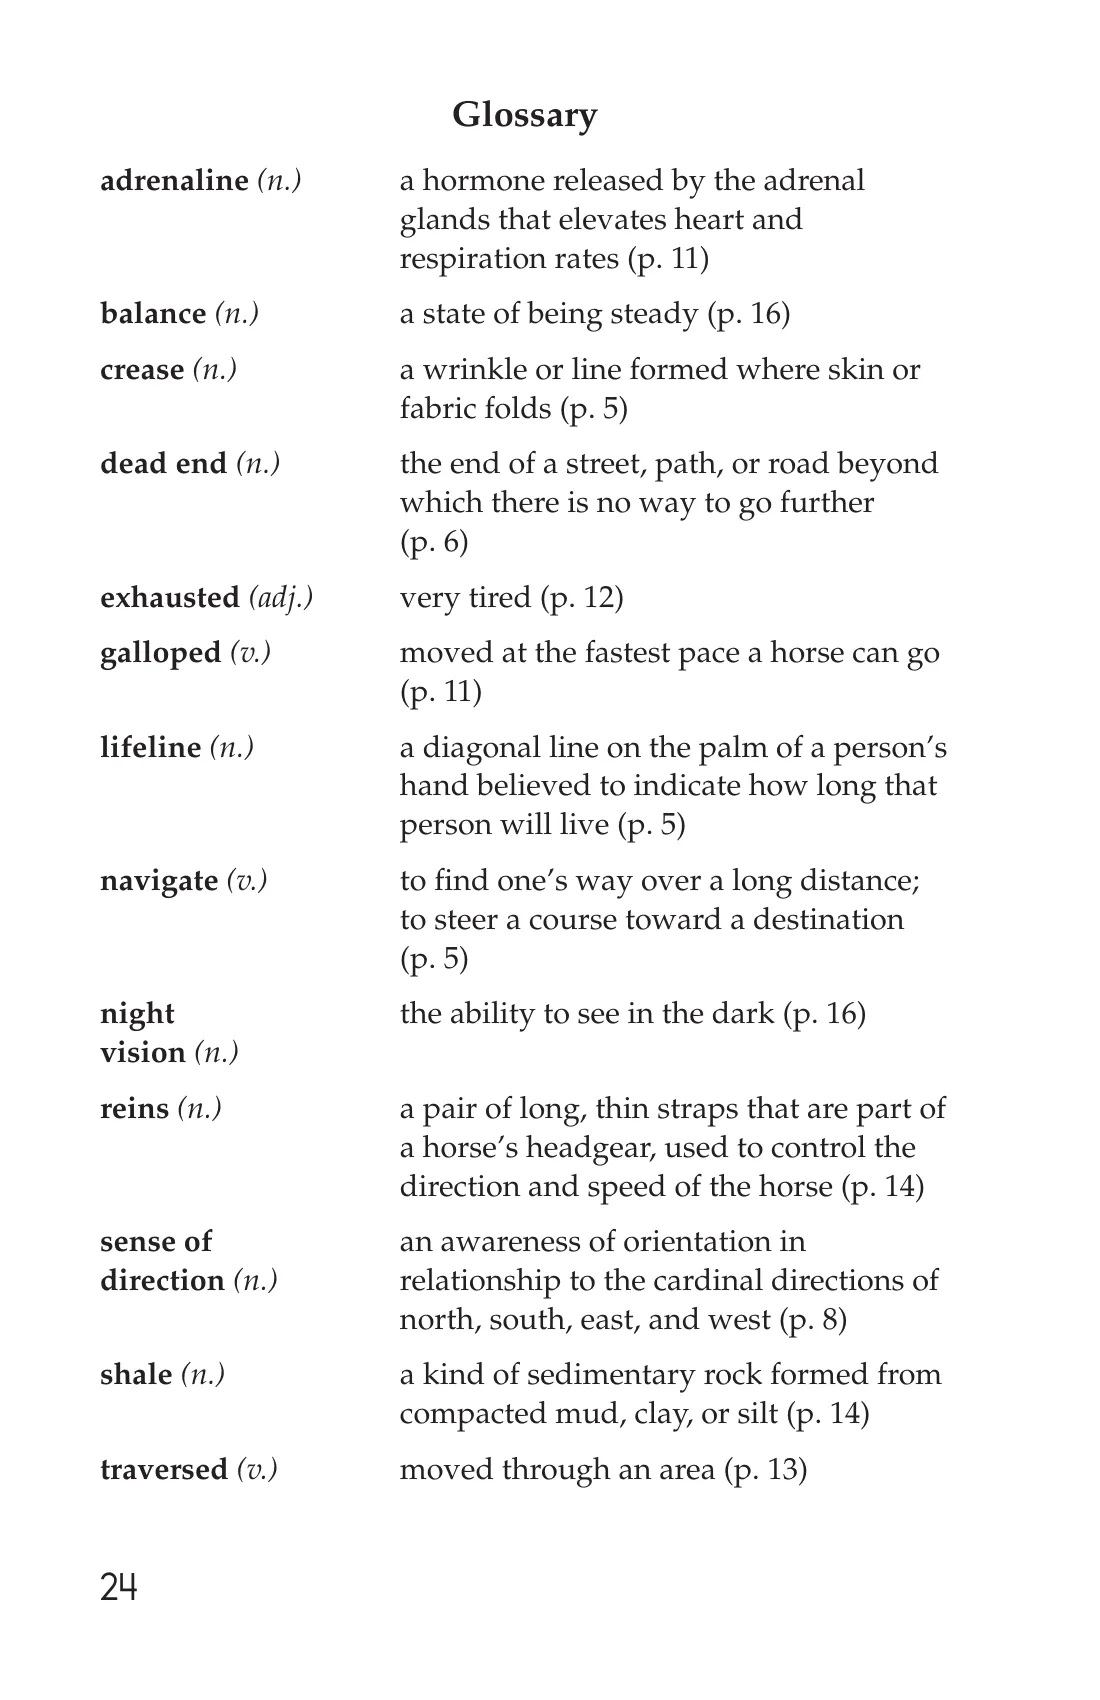 Glossary
adrenaline (n.) a hormone released by the adrenal
glands that elevates heart and
respiration rates (p. 11)
balance (n.) a state of being steady (p. 16)
crease (n.) a wrinkle or line formed where skin or
fabric folds (p. 5)
dead end (n.) the end of a street, path, or road beyond
which there is no way to go further
(p. 6)
exhausted (adj.) very tired (p. 12)
galloped (v.) moved at the fastest pace a horse can go
(p. 11)
lifeline (n.) a diagonal line on the palm of a person’s
hand believed to indicate how long that
person will live (p. 5)
navigate (v.) to find one’s way over a long distance;
to steer a course toward a destination
(p. 5)
night the ability to see in the dark (p. 16)
vision (n.)
reins (n.) a pair of long, thin straps that are part of
a horse’s headgear, used to control the
direction and speed of the horse (p. 14)
sense of an awareness of orientation in
direction (n.) relationship to the cardinal directions of
north, south, east, and west (p. 8)
shale (n.) a kind of sedimentary rock formed from
compacted mud, clay, or silt (p. 14)
traversed (v.) moved through an area (p. 13)
24